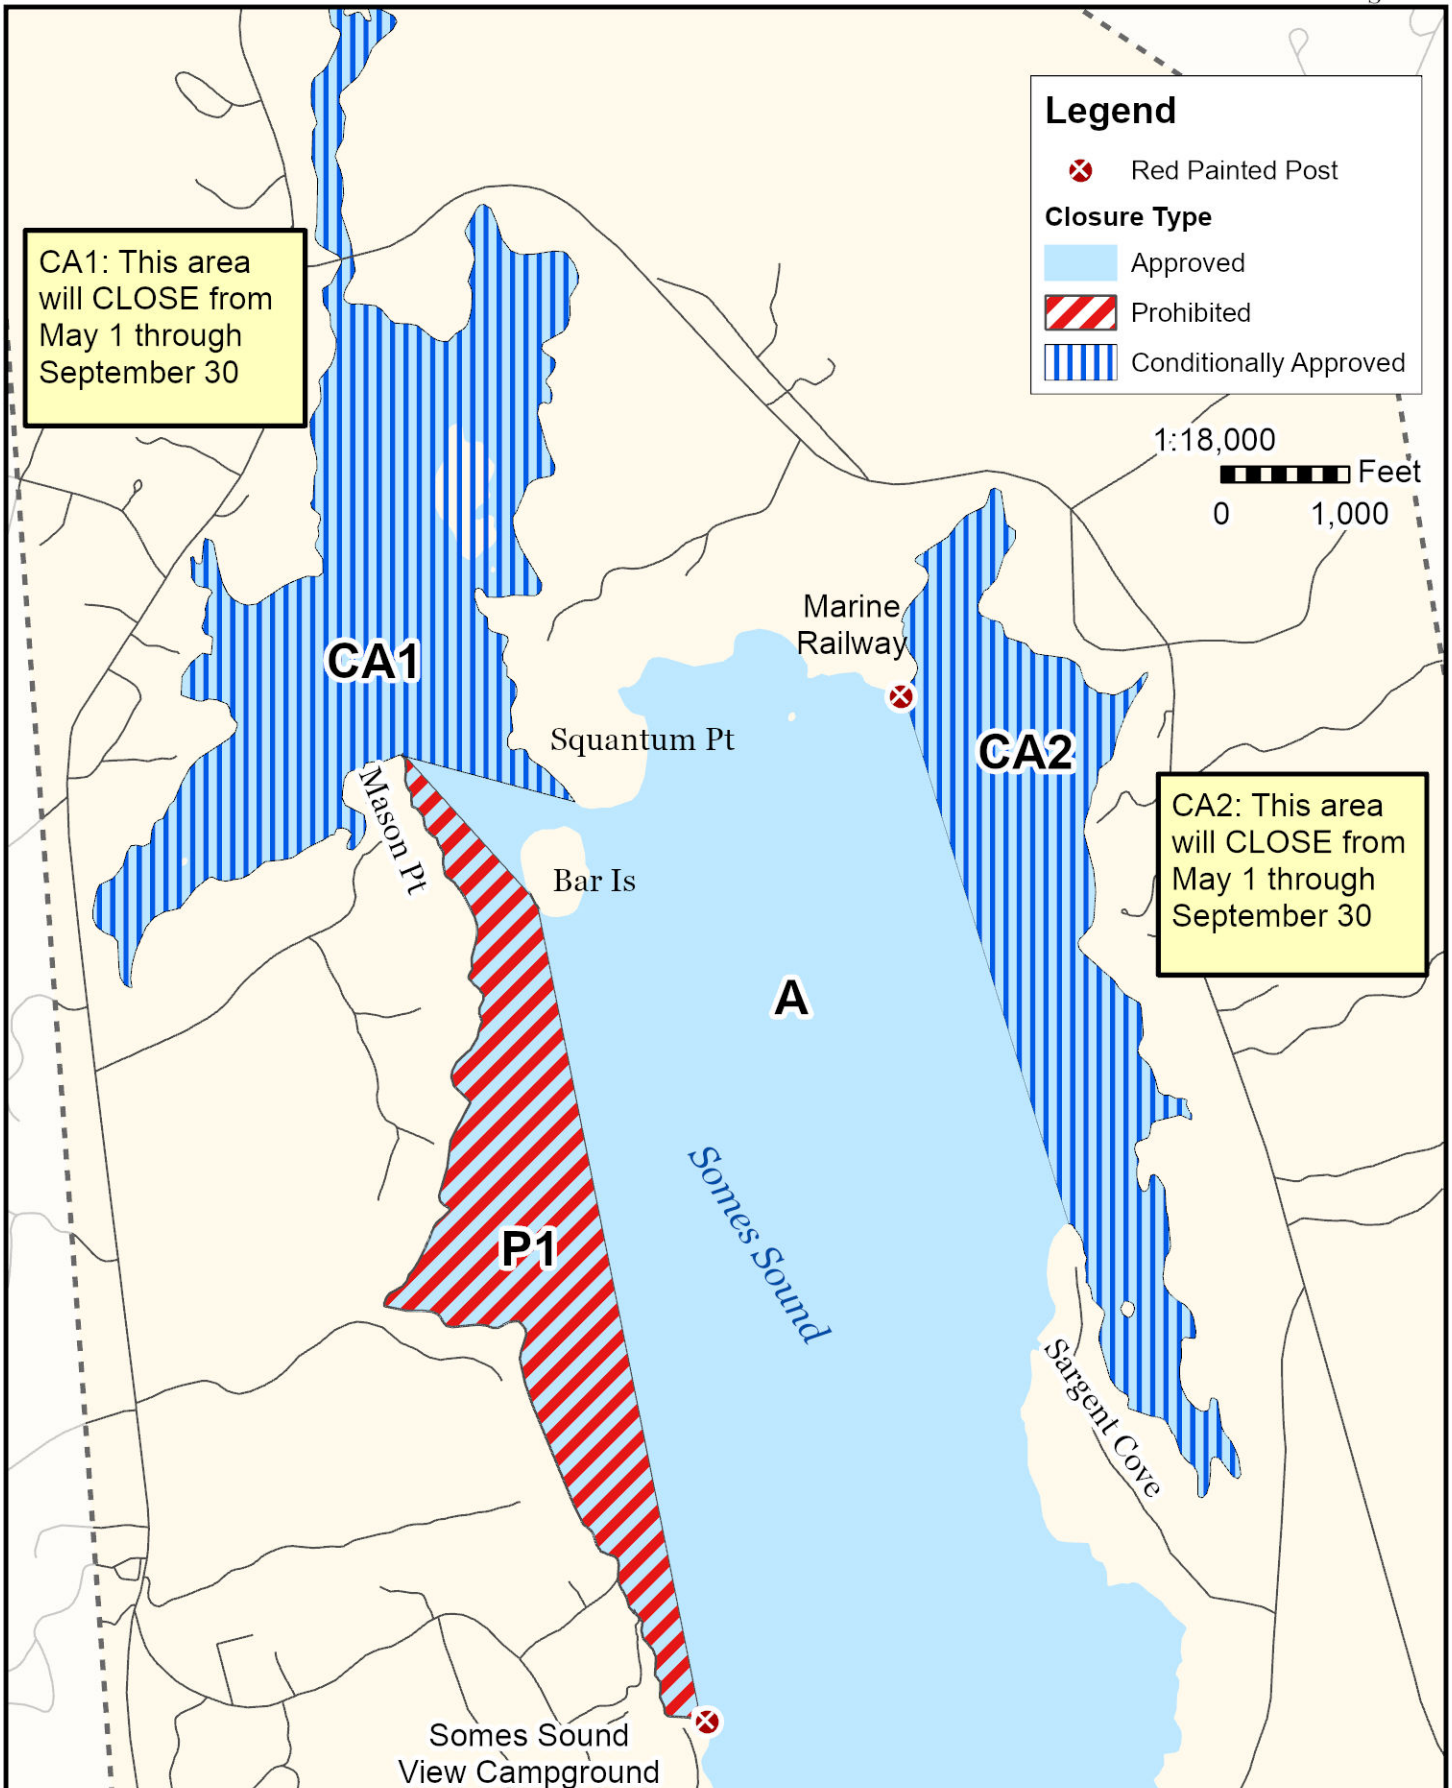 Legend
Red Painted Post
Closure Type
Approved
Prohibited
Conditionally Approved
CA1: This area
will CLOSE from
May 1 through
September 30
1:18,000
Feet
0 1,000
Marine
Railway
CA1
CA2
Squantum Pt
Mason Pt
CA2: This area
will CLOSE from
May 1 through
September 30
Bar Is
A
Somes Sound
P1
Sargent Cove
Somes Sound
View Campground